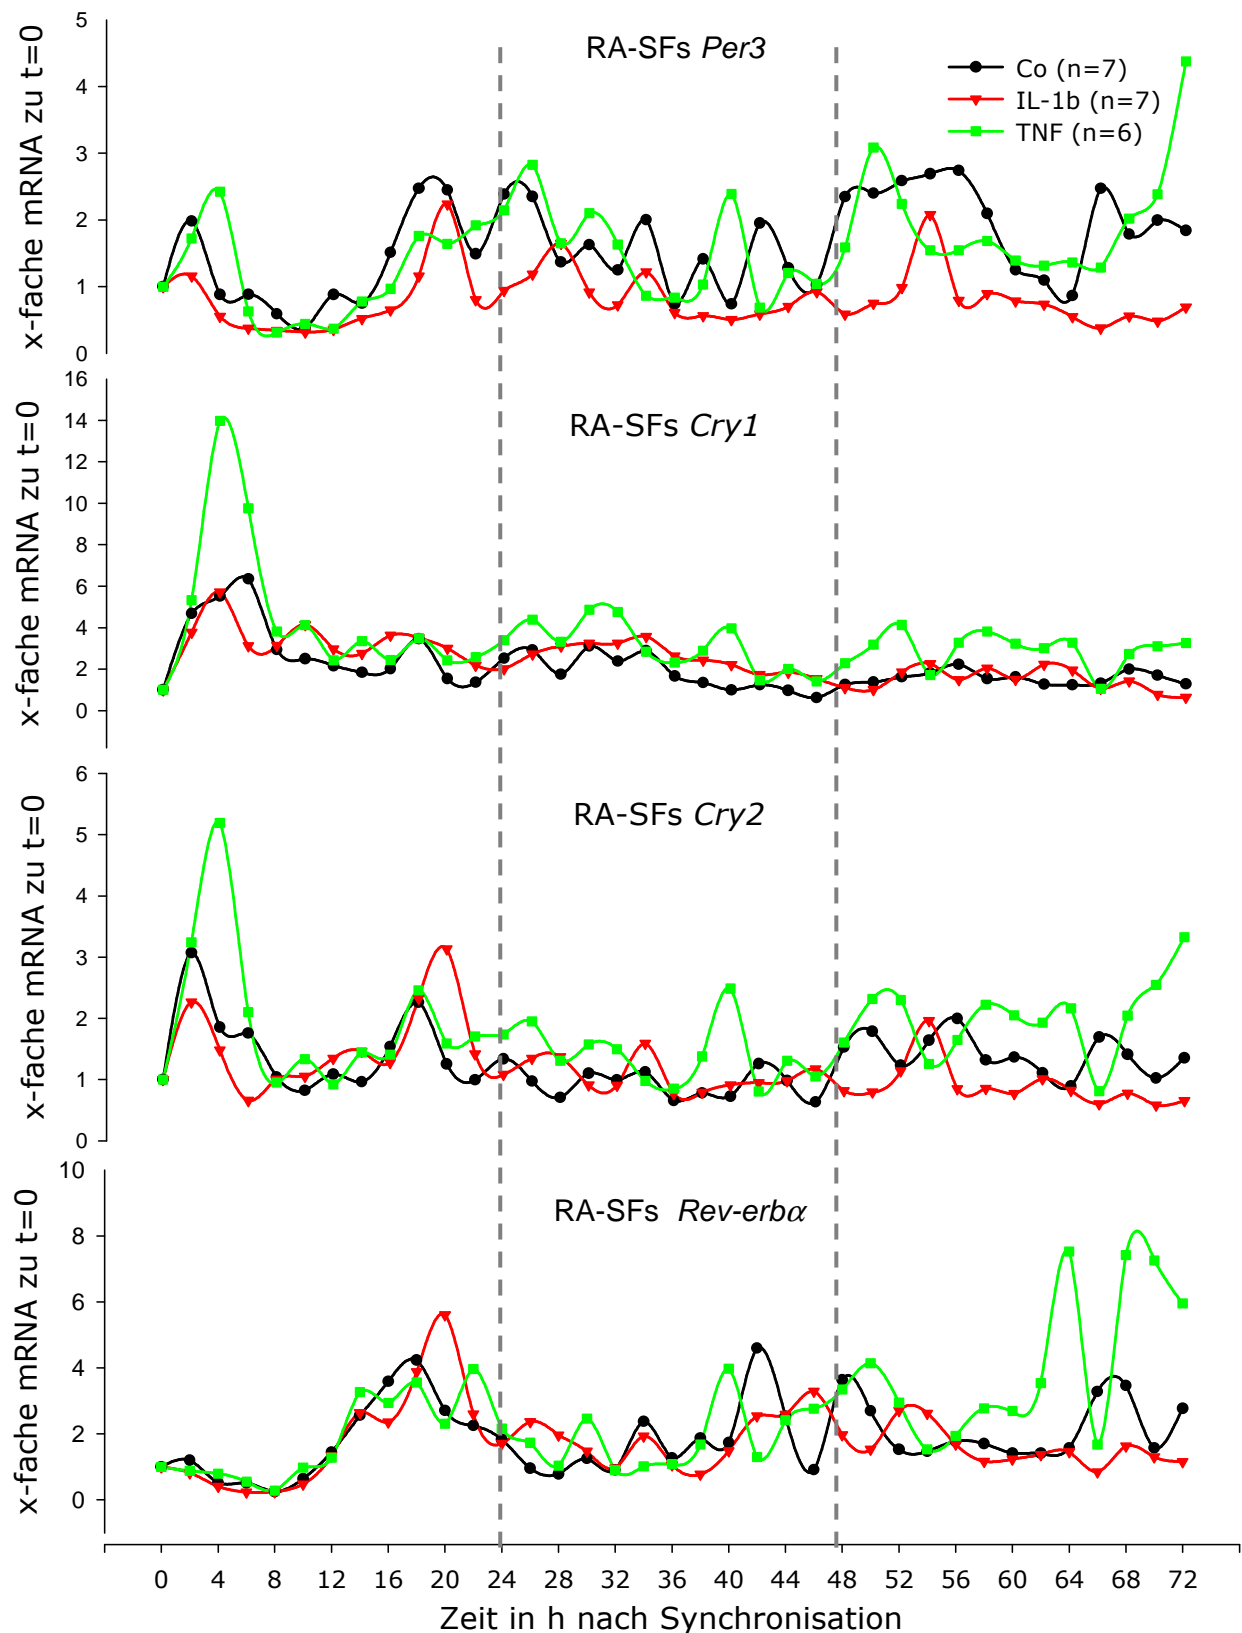 RA-SFs Per3
Co (n=7)
IL-1b (n=7)
TNF (n=6)
x-fache mRNA zu t=0
5
4
3
2
1
0
RA-SFs Cry1
x-fache mRNA zu t=0
16
14
12
10
8
6
4
2
0
RA-SFs Cry2
x-fache mRNA zu t=0
6
5
4
3
2
1
0
RA-SFs Rev-erbα
x-fache mRNA zu t=0
10
8
6
4
2
0
0 4 8 12 16 20 24 28 32 36 40 44 48 52 56 60 64 68 72
Zeit in h nach Synchronisation